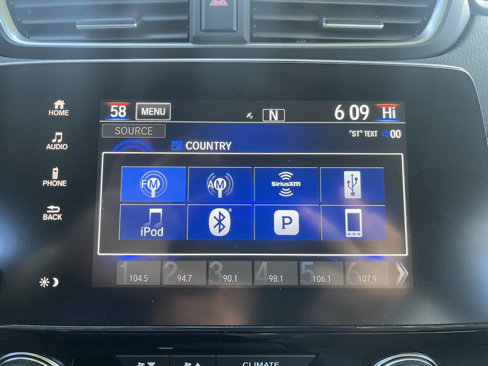 58 MENU N 6 09 Hi
SOURCE "ST" TEXT 00
COUNTRY
FM AM SiriusXM
iPod P
1 2 3 4 5 6
104.5 94.7 90.1 98.1 106.1 107.9
HOME
AUDIO
PHONE
BACK
CLIMATE